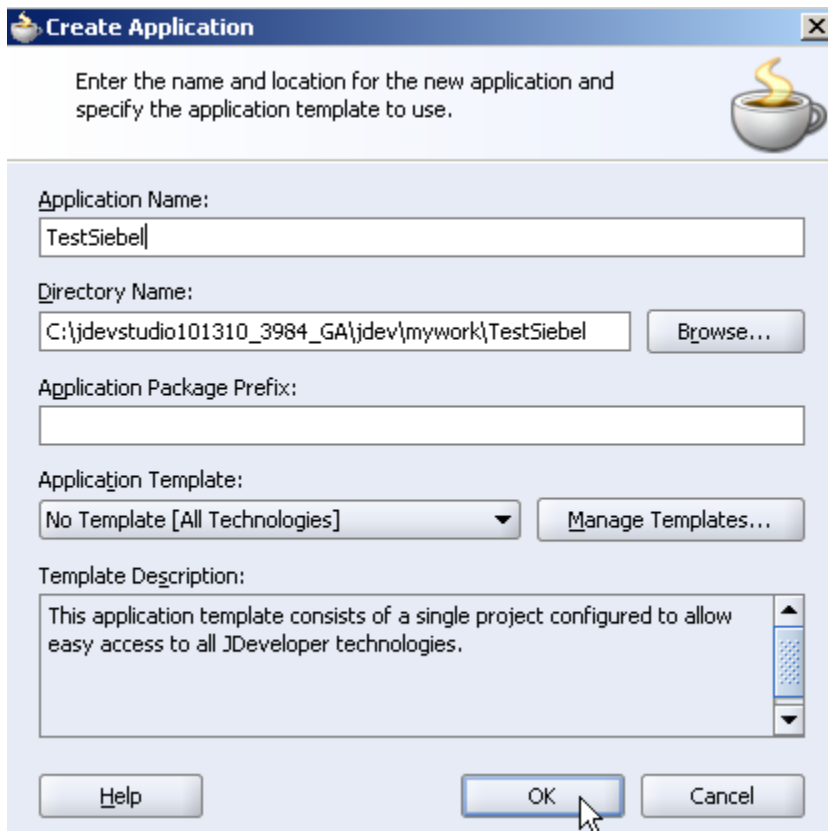 Create Application
Enter the name and location for the new application and
specify the application template to use.
Application Name:
TestSiebel
Directory Name:
C:\jdevstudio101310_3984_GA\jdev\mywork\TestSiebel
Browse...
Application Package Prefix:
Application Template:
No Template [All Technologies]
Manage Templates...
Template Description:
This application template consists of a single project configured to allow
easy access to all JDeveloper technologies.
Help
OK
Cancel